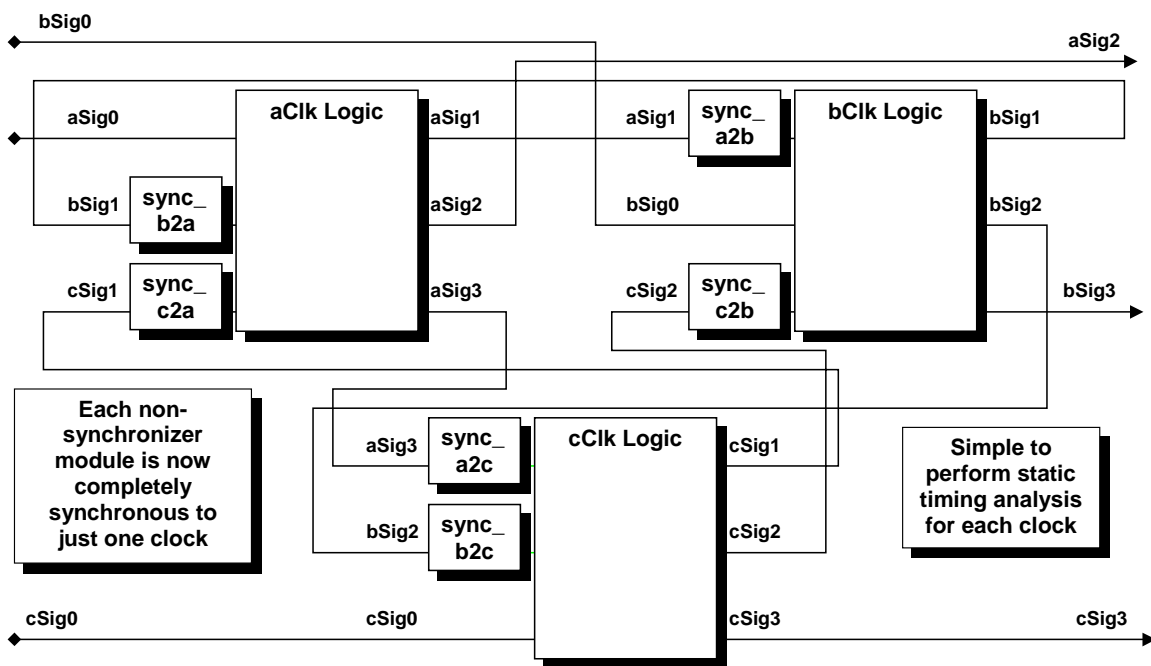 bSig0
aSig2
aSig0
aClk Logic
aSig1
aSig1
sync_
a2b
bClk Logic
bSig1
bSig1
sync_
b2a
aSig2
bSig0
bSig2
cSig1
sync_
c2a
aSig3
cSig2
sync_
c2b
bSig3
Each non-
synchronizer
module is now
completely
synchronous to
just one clock
aSig3
sync_
a2c
cClk Logic
cSig1
bSig2
sync_
b2c
cSig2
Simple to
perform static
timing analysis
for each clock
cSig0
cSig0
cSig3
cSig3